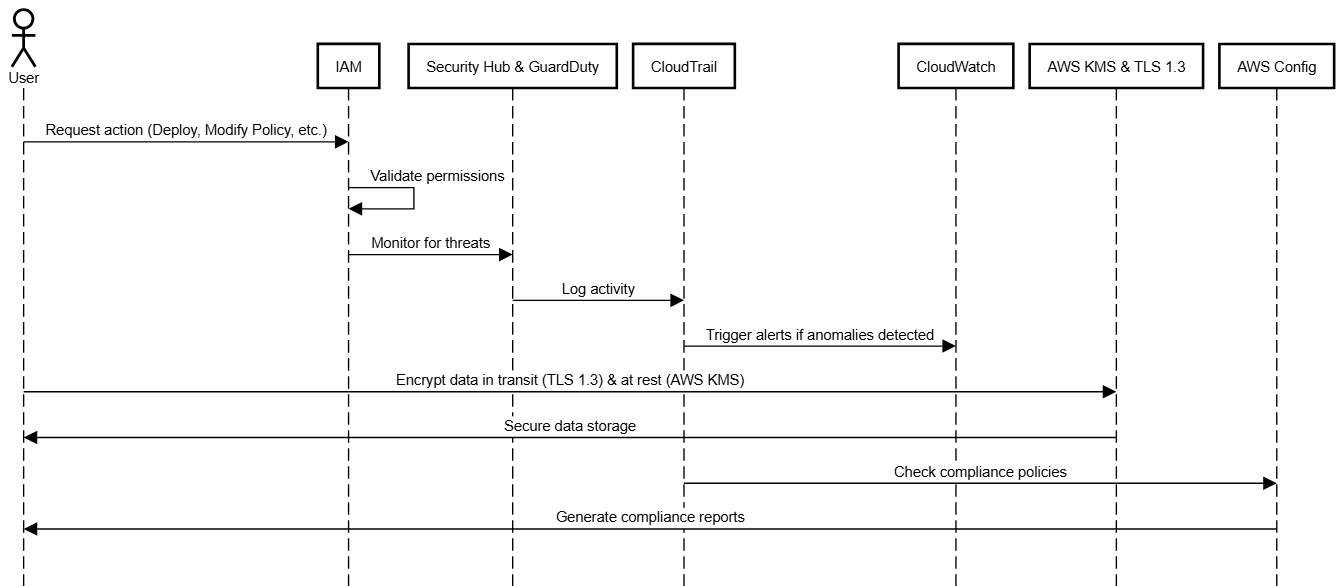 User
IAM
Security Hub & GuardDuty
CloudTrail
CloudWatch
AWS KMS & TLS 1.3
AWS Config
Request action (Deploy, Modify Policy, etc.)
Validate permissions
Monitor for threats
Log activity
Trigger alerts if anomalies detected
Encrypt data in transit (TLS 1.3) & at rest (AWS KMS)
Secure data storage
Check compliance policies
Generate compliance reports